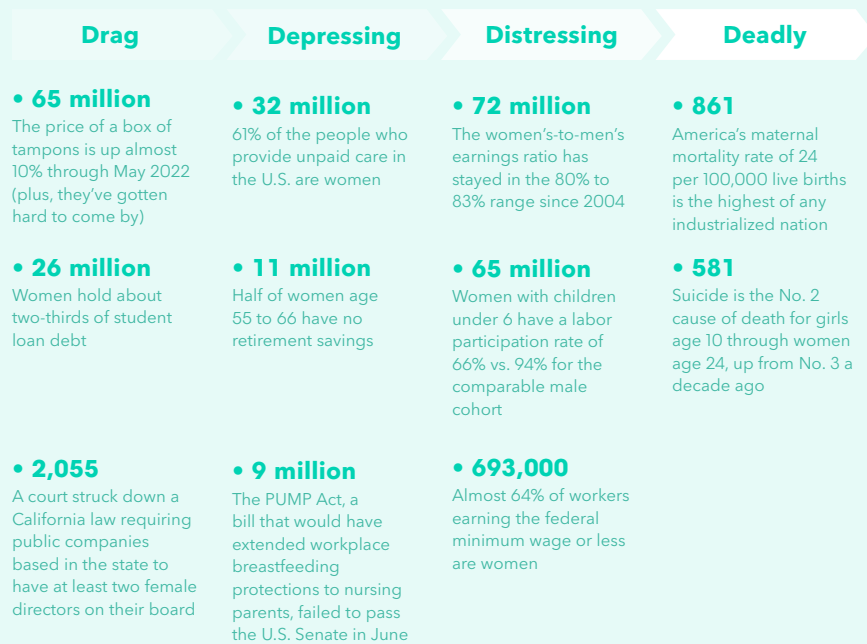 Drag
Depressing
Distressing
Deadly
• 65 million
The price of a box of
tampons is up almost
10% through May 2022
(plus, they’ve gotten
hard to come by)
• 32 million
61% of the people who
provide unpaid care in
the U.S. are women
• 72 million
The women’s-to-men’s
earnings ratio has
stayed in the 80% to
83% range since 2004
• 861
America’s maternal
mortality rate of 24
per 100,000 live births
is the highest of any
industrialized nation
• 26 million
Women hold about
two-thirds of student
loan debt
• 11 million
Half of women age
55 to 66 have no
retirement savings
• 65 million
Women with children
under 6 have a labor
participation rate of
66% vs. 94% for the
comparable male
cohort
• 581
Suicide is the No. 2
cause of death for girls
age 10 through women
age 24, up from No. 3 a
decade ago
• 2,055
A court struck down a
California law requiring
public companies
based in the state to
have at least two female
directors on their board
• 9 million
The PUMP Act, a
bill that would have
extended workplace
breastfeeding
protections to nursing
parents, failed to pass
the U.S. Senate in June
• 693,000
Almost 64% of workers
earning the federal
minimum wage or less
are women